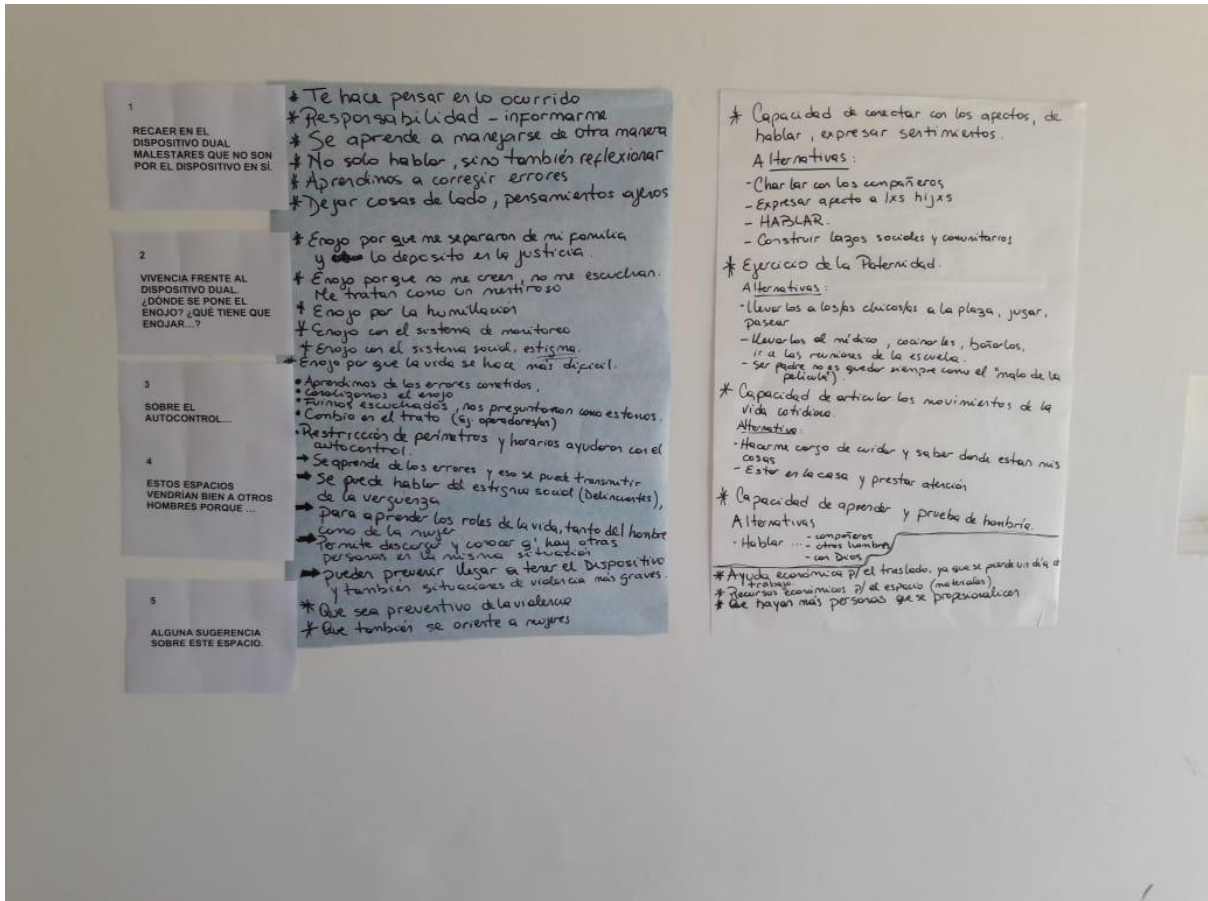 1
RECAER EN EL
DISPOSITIVO DUAL
MALESTARES QUE NO SON
POR EL DISPOSITIVO EN SÍ.
* Te hace pensar en lo ocurrido
* Responsabilidad - informarme
* Se aprende a manejarse de otra manera
* No solo hablar, sino también reflexionar
* Aprendimos a corregir errores
* Dejar cosas de lado, pensamientos ajenos
2
VIVENCIA FRENTE AL
DISPOSITIVO DUAL.
¿DÓNDE SE PONE EL
ENOJO? ¿QUÉ TIENE QUE
ENOJAR...?
* Enojo por que me separaron de mi familia
y lo deposito en la justicia.
* Enojo porque no me creen, no me escuchan.
Me tratan como un mentiroso
* Enojo por la humillación
* Enojo con el sistema de monitoreo
* Enojo con el sistema social, estigma.
* Enojo por que la vida se hace más difícil.
3
SOBRE EL
AUTOCONTROL...
• Aprendimos de los errores cometidos,
• Canalizamos el enojo
• Fuimos escuchados, nos preguntaron como estamos.
• Cambio en el trato (Ej. operadores/as)
• Restricción de perímetros y horarios ayudaron con el
autocontrol.
4
ESTOS ESPACIOS
VENDRÍAN BIEN A OTROS
HOMBRES PORQUE ...
→ Se aprende de los errores y eso se puede transmitir
→ Se puede hablar del estigma social (Delincuentes),
de la verguenza
→ para aprender los roles de la vida, tanto del hombre
como de la mujer
→ Permite descargar y conocer q' hay otras
personas en la misma situación
→ pueden prevenir llegar a tener el Dispositivo
y también situaciones de violencia más graves.
5
ALGUNA SUGERENCIA
SOBRE ESTE ESPACIO.
* Que sea preventivo de la violencia
* Que también se oriente a mujeres
* Capacidad de conectar con los afectos, de
hablar, expresar sentimientos.
Alternativas:
- Charlar con los compañeros
- Expresar afecto a lxs hijxs
- HABLAR.
- Construir lazos sociales y comunitarios
* Ejercicio de la Paternidad.
Alternativas:
- Llevarlos a los/as chicos/as a la plaza, jugar,
pasear
- Llevarlos al médico, cocinarles, bañarlos,
ir a las reuniones de la escuela.
- Ser padre no es quedar siempre como el "malo de la
película").
* Capacidad de articular los movimientos de la
vida cotidiana.
Alternativa:
- Hacerme cargo de cuidar y saber donde estan mis
cosas
- Estar en la casa y prestar atención
* Capacidad de aprender y prueba de hombría.
Alternativas
- Hablar ... - compañeros
- otros hombres
- con Dios
* Ayuda económica p/ el traslado, ya que se pierde un día de
trabajo
* Recursos económicos p/ el espacio (materiales)
* Que hayan más personas que se profesionalicen.